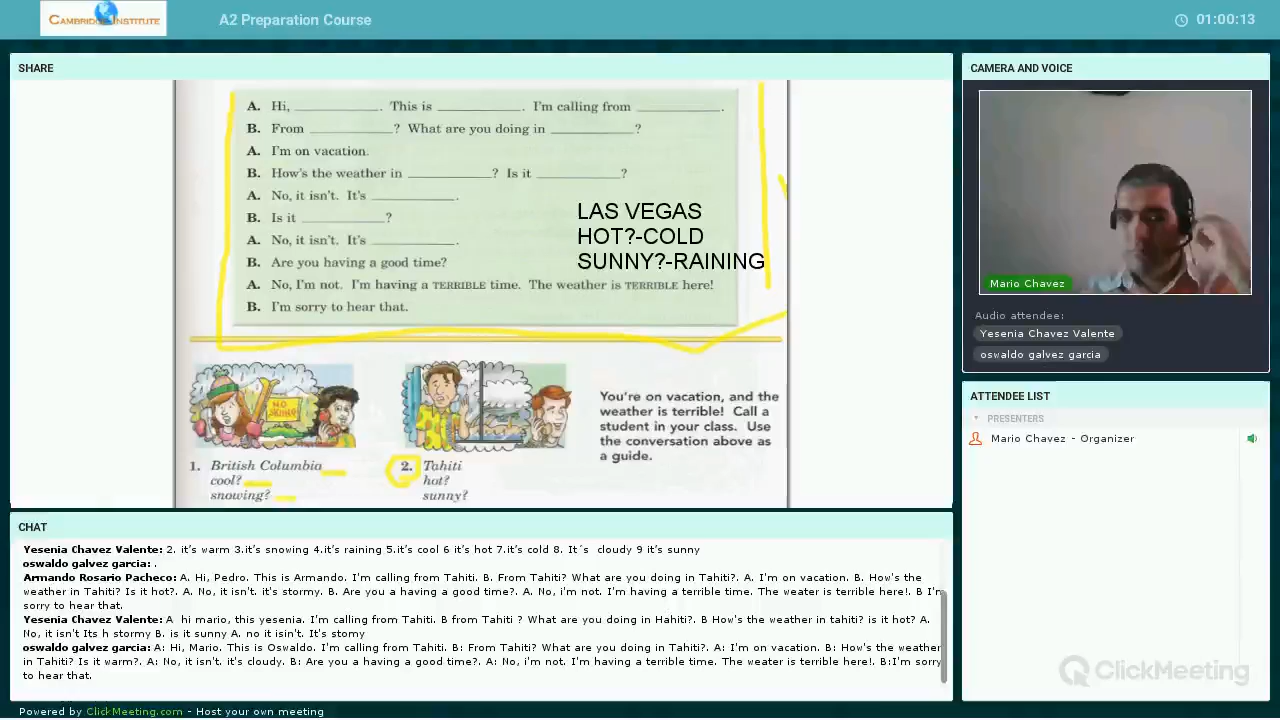 CAMBRIDGE INSTITUTE
A2 Preparation Course
01:00:13
SHARE
A. Hi, ____________. This is ____________. I'm calling from ____________.
B. From ____________? What are you doing in ____________?
A. I'm on vacation.
B. How's the weather in ____________? Is it ____________?
A. No, it isn't. It's ____________.
B. Is it ____________?
A. No, it isn't. It's ____________.
B. Are you having a good time?
A. No, I'm not. I'm having a TERRIBLE time. The weather is TERRIBLE here!
B. I'm sorry to hear that.
LAS VEGAS
HOT?-COLD
SUNNY?-RAINING
NO SKIING
1. British Columbia
cool?
snowing?
2. Tahiti
hot?
sunny?
You're on vacation, and the
weather is terrible! Call a
student in your class. Use
the conversation above as
a guide.
CAMERA AND VOICE
Mario Chavez
Audio attendee:
Yesenia Chavez Valente
oswaldo galvez garcia
ATTENDEE LIST
PRESENTERS
Mario Chavez - Organizer
CHAT
Yesenia Chavez Valente: 2. it's warm 3.it's snowing 4.it's raining 5.it's cool 6 it's hot 7.it's cold 8. It´s cloudy 9 it's sunny
oswaldo galvez garcia: .
Armando Rosario Pacheco: A. Hi, Pedro. This is Armando. I'm calling from Tahiti. B. From Tahiti? What are you doing in Tahiti?. A. I'm on vacation. B. How's the
weather in Tahiti? Is it hot?. A. No, it isn't. it's stormy. B. Are you a having a good time?. A. No, i'm not. I'm having a terrible time. The weater is terrible here!. B I'm
sorry to hear that.
Yesenia Chavez Valente: A hi mario, this yesenia. I'm calling from Tahiti. B from Tahiti ? What are you doing in Hahiti?. B How's the weather in tahiti? is it hot? A.
No, it isn't Its h stormy B. is it sunny A. no it isin't. It's stomy
oswaldo galvez garcia: A: Hi, Mario. This is Oswaldo. I'm calling from Tahiti. B: From Tahiti? What are you doing in Tahiti?. A: I'm on vacation. B: How's the weather
in Tahiti? Is it warm?. A: No, it isn't. it's cloudy. B: Are you a having a good time?. A: No, i'm not. I'm having a terrible time. The weater is terrible here!. B:I'm sorry
to hear that.
ClickMeeting
Powered by ClickMeeting.com - Host your own meeting